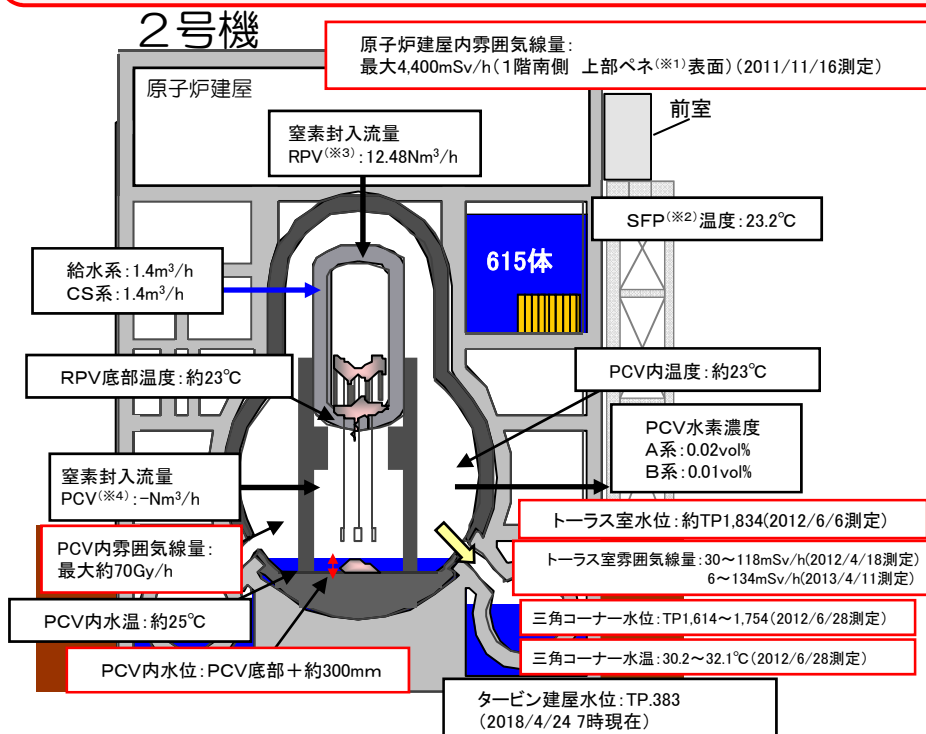 ２号機
原子炉建屋内雰囲気線量：
最大4,400mSv/h（1階南側　上部ペネ(※1)表面）（2011/11/16測定）
原子炉建屋
前室
窒素封入流量
RPV(※3)：12.48Nm³/h
SFP(※2)温度：23.2℃
615体
給水系：1.4m³/h
CS系：1.4m³/h
RPV底部温度：約23℃
PCV内温度：約23℃
PCV水素濃度
A系：0.02vol%
B系：0.01vol%
窒素封入流量
PCV(※4)：-Nm³/h
トーラス室水位：約TP1,834（2012/6/6測定）
PCV内雰囲気線量：
最大約70Gy/h
トーラス室雰囲気線量：30～118mSv/h（2012/4/18測定）
6～134mSv/h（2013/4/11測定）
PCV内水温：約25℃
三角コーナー水位：TP1,614～1,754（2012/6/28測定）
三角コーナー水温：30.2～32.1℃（2012/6/28測定）
PCV内水位：PCV底部＋約300mm
タービン建屋水位：TP.383
（2018/4/24 7時現在）